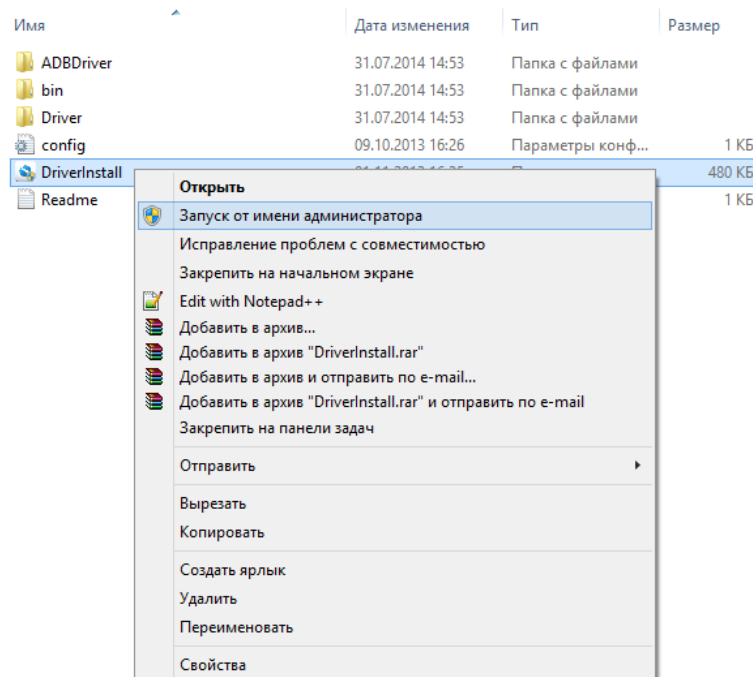 Имя Дата изменения Тип Размер
ADBDriver 31.07.2014 14:53 Папка с файлами
bin 31.07.2014 14:53 Папка с файлами
Driver 31.07.2014 14:53 Папка с файлами
config 09.10.2013 16:26 Параметры конф... 1 КБ
DriverInstall 480 КБ
Readme 1 КБ
Открыть
Запуск от имени администратора
Исправление проблем с совместимостью
Закрепить на начальном экране
Edit with Notepad++
Добавить в архив...
Добавить в архив "DriverInstall.rar"
Добавить в архив и отправить по e-mail...
Добавить в архив "DriverInstall.rar" и отправить по e-mail
Закрепить на панели задач
Отправить
Вырезать
Копировать
Создать ярлык
Удалить
Переименовать
Свойства